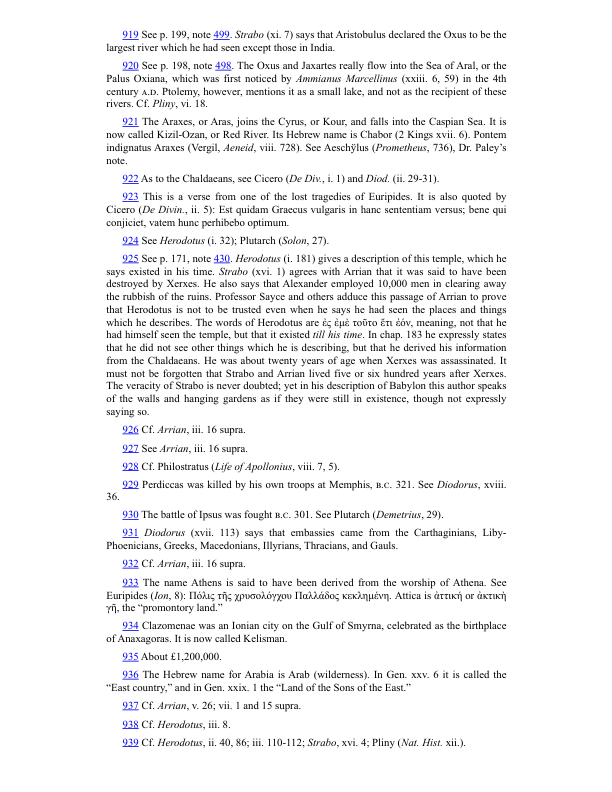 919 See p. 199, note 499. Strabo (xi. 7) says that Aristobulus declared the Oxus to be the
largest river which he had seen except those in India.
920 See p. 198, note 498. The Oxus and Jaxartes really flow into the Sea of Aral, or the
Palus Oxiana, which was first noticed by Ammianus Marcellinus (xxiii. 6, 59) in the 4th
century A.D. Ptolemy, however, mentions it as a small lake, and not as the recipient of these
rivers. Cf. Pliny, vi. 18.
921 The Araxes, or Aras, joins the Cyrus, or Kour, and falls into the Caspian Sea. It is
now called Kizil-Ozan, or Red River. Its Hebrew name is Chabor (2 Kings xvii. 6). Pontem
indignatus Araxes (Vergil, Aeneid, viii. 728). See Aeschўlus (Prometheus, 736), Dr. Paley’s
note.
922 As to the Chaldaeans, see Cicero (De Div., i. 1) and Diod. (ii. 29-31).
923 This is a verse from one of the lost tragedies of Euripides. It is also quoted by
Cicero (De Divin., ii. 5): Est quidam Graecus vulgaris in hanc sententiam versus; bene qui
conjiciet, vatem hunc perhibebo optimum.
924 See Herodotus (i. 32); Plutarch (Solon, 27).
925 See p. 171, note 430. Herodotus (i. 181) gives a description of this temple, which he
says existed in his time. Strabo (xvi. 1) agrees with Arrian that it was said to have been
destroyed by Xerxes. He also says that Alexander employed 10,000 men in clearing away
the rubbish of the ruins. Professor Sayce and others adduce this passage of Arrian to prove
that Herodotus is not to be trusted even when he says he had seen the places and things
which he describes. The words of Herodotus are ἐς ἐμὲ τοῦτο ἔτι ἐόν, meaning, not that he
had himself seen the temple, but that it existed till his time. In chap. 183 he expressly states
that he did not see other things which he is describing, but that he derived his information
from the Chaldaeans. He was about twenty years of age when Xerxes was assassinated. It
must not be forgotten that Strabo and Arrian lived five or six hundred years after Xerxes.
The veracity of Strabo is never doubted; yet in his description of Babylon this author speaks
of the walls and hanging gardens as if they were still in existence, though not expressly
saying so.
926 Cf. Arrian, iii. 16 supra.
927 See Arrian, iii. 16 supra.
928 Cf. Philostratus (Life of Apollonius, viii. 7, 5).
929 Perdiccas was killed by his own troops at Memphis, B.C. 321. See Diodorus, xviii.
36.
930 The battle of Ipsus was fought B.C. 301. See Plutarch (Demetrius, 29).
931 Diodorus (xvii. 113) says that embassies came from the Carthaginians, Liby-
Phoenicians, Greeks, Macedonians, Illyrians, Thracians, and Gauls.
932 Cf. Arrian, iii. 16 supra.
933 The name Athens is said to have been derived from the worship of Athena. See
Euripides (Ion, 8): Πόλις τῆς χρυσολόγχου Παλλάδος κεκλημένη. Attica is ἀττική or ἀκτική
γῆ, the “promontory land.”
934 Clazomenae was an Ionian city on the Gulf of Smyrna, celebrated as the birthplace
of Anaxagoras. It is now called Kelisman.
935 About £1,200,000.
936 The Hebrew name for Arabia is Arab (wilderness). In Gen. xxv. 6 it is called the
“East country,” and in Gen. xxix. 1 the “Land of the Sons of the East.”
937 Cf. Arrian, v. 26; vii. 1 and 15 supra.
938 Cf. Herodotus, iii. 8.
939 Cf. Herodotus, ii. 40, 86; iii. 110-112; Strabo, xvi. 4; Pliny (Nat. Hist. xii.).